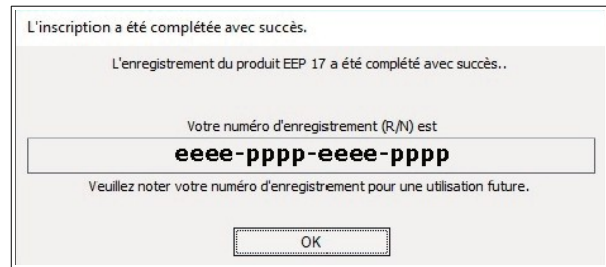 L'inscription a été complétée avec succès.
L'enregistrement du produit EEP 17 a été complété avec succès..
Votre numéro d'enregistrement (R/N) est
eeee-pppp-eeee-pppp
Veuillez noter votre numéro d'enregistrement pour une utilisation future.
OK